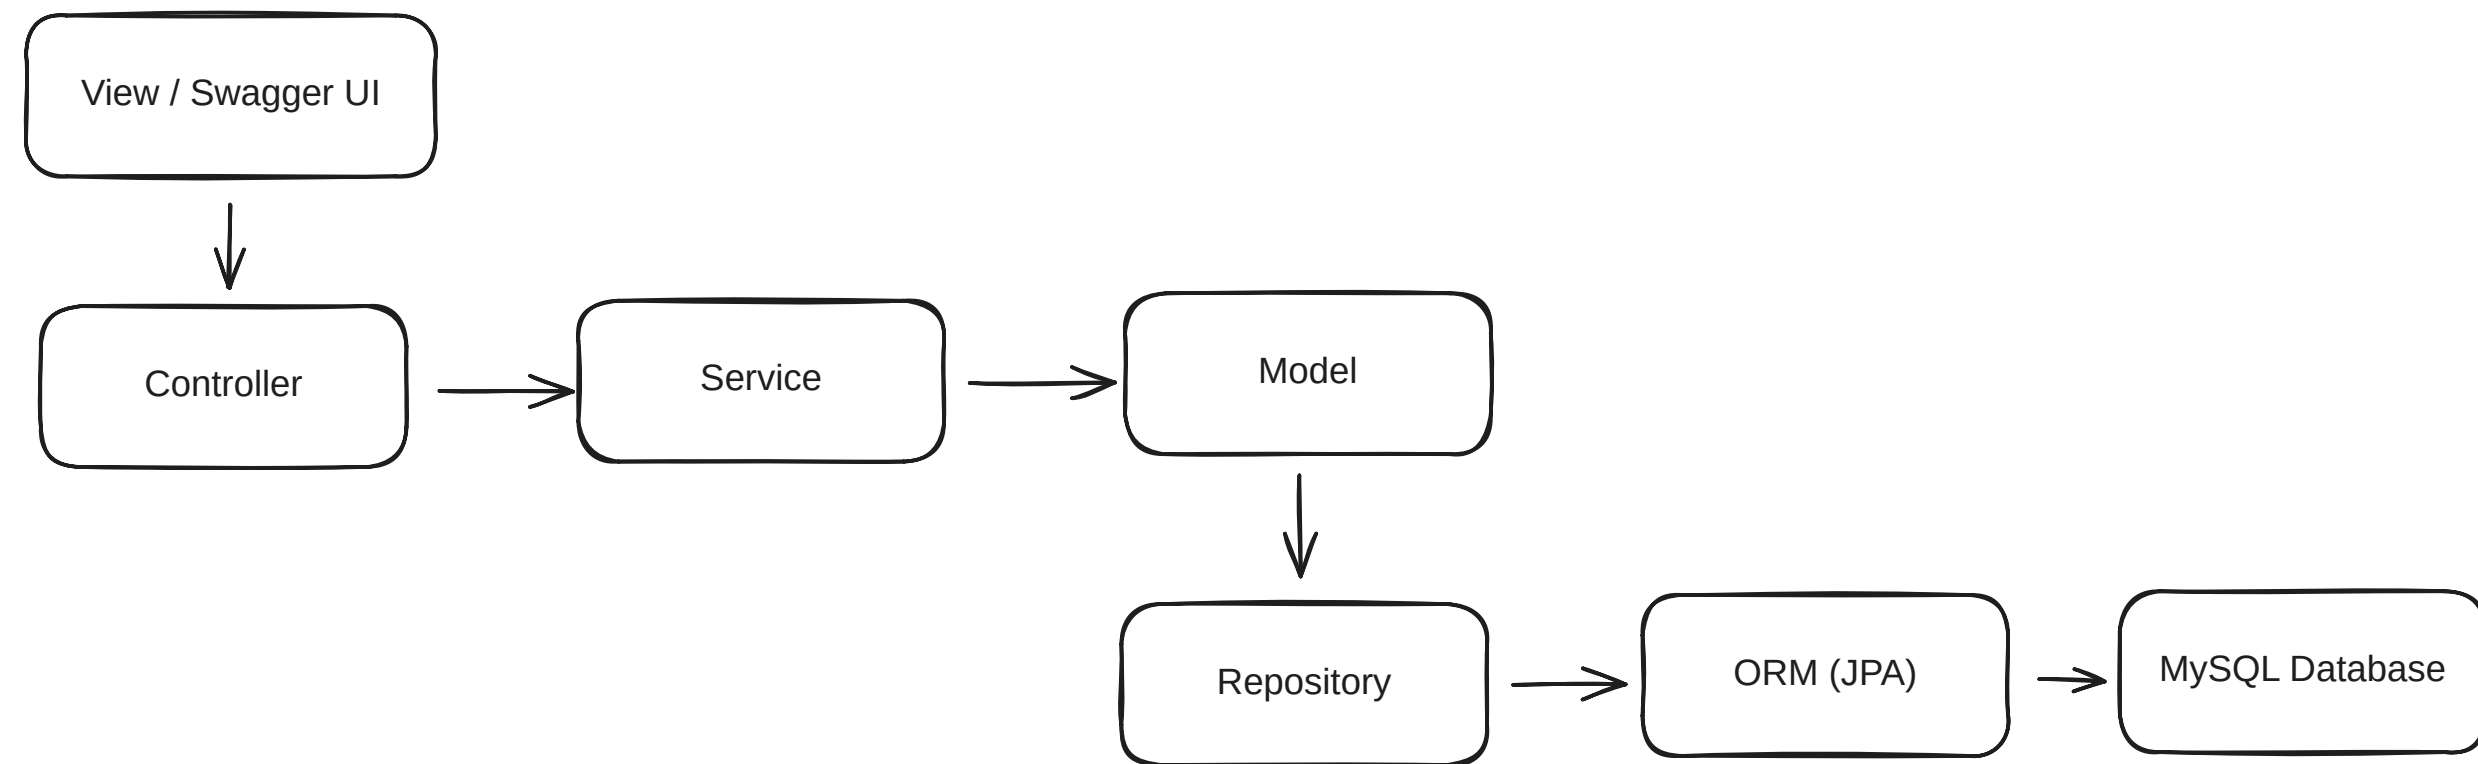 View / Swagger UI
Controller
Service
Model
Repository
ORM (JPA)
MySQL Database